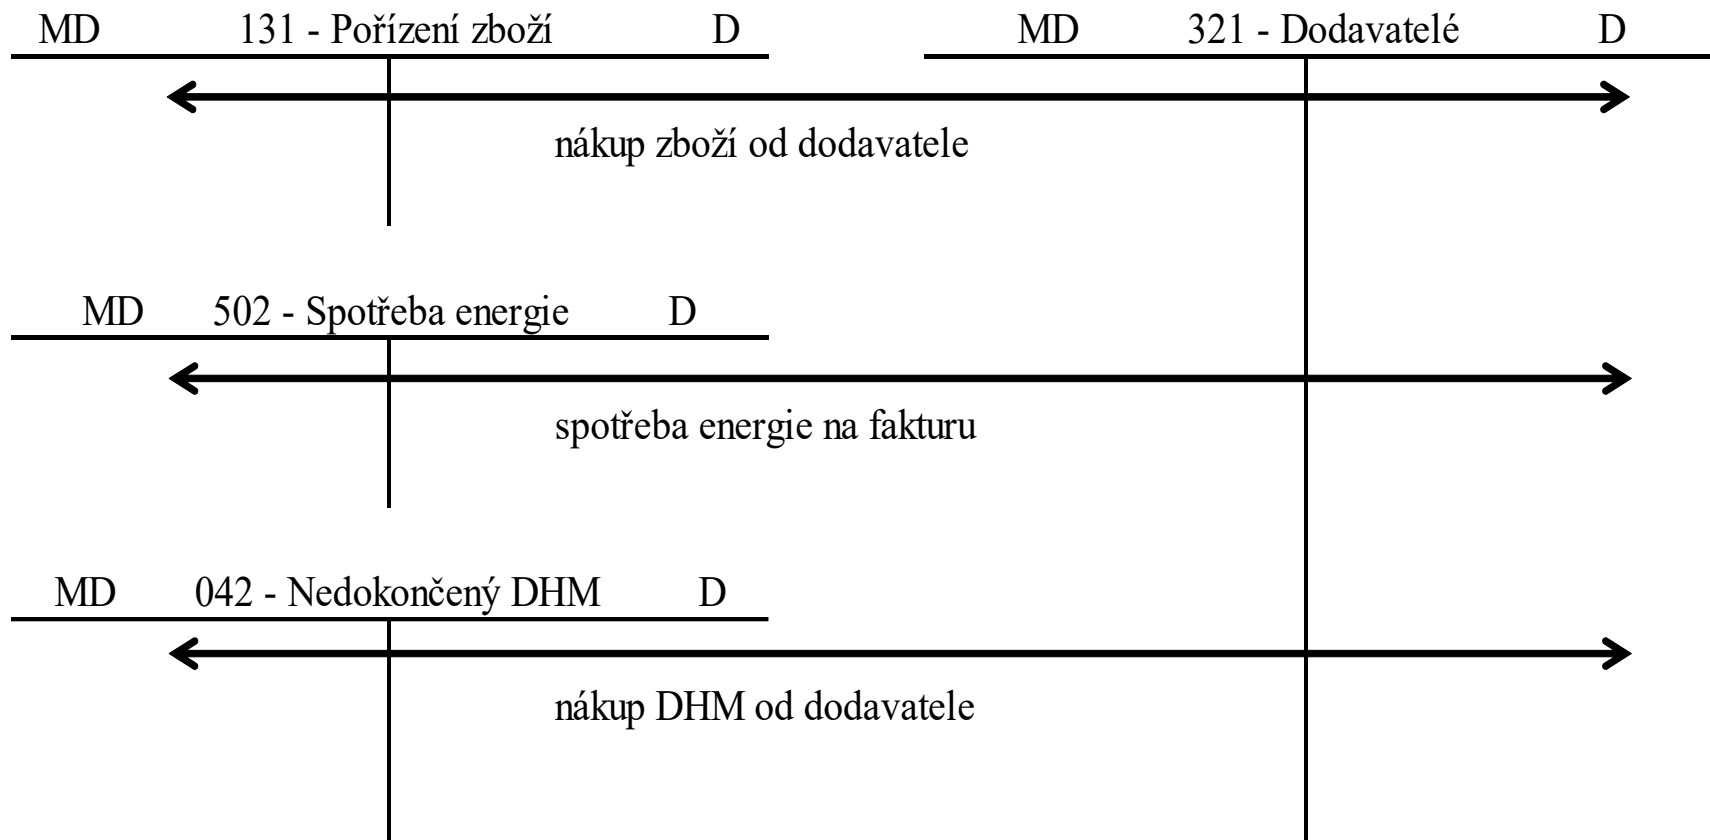 MD 131 - Pořízení zboží D MD 321 - Dodavatelé D
nákup zboží od dodavatele
MD 502 - Spotřeba energie D
spotřeba energie na fakturu
MD 042 - Nedokončený DHM D
nákup DHM od dodavatele